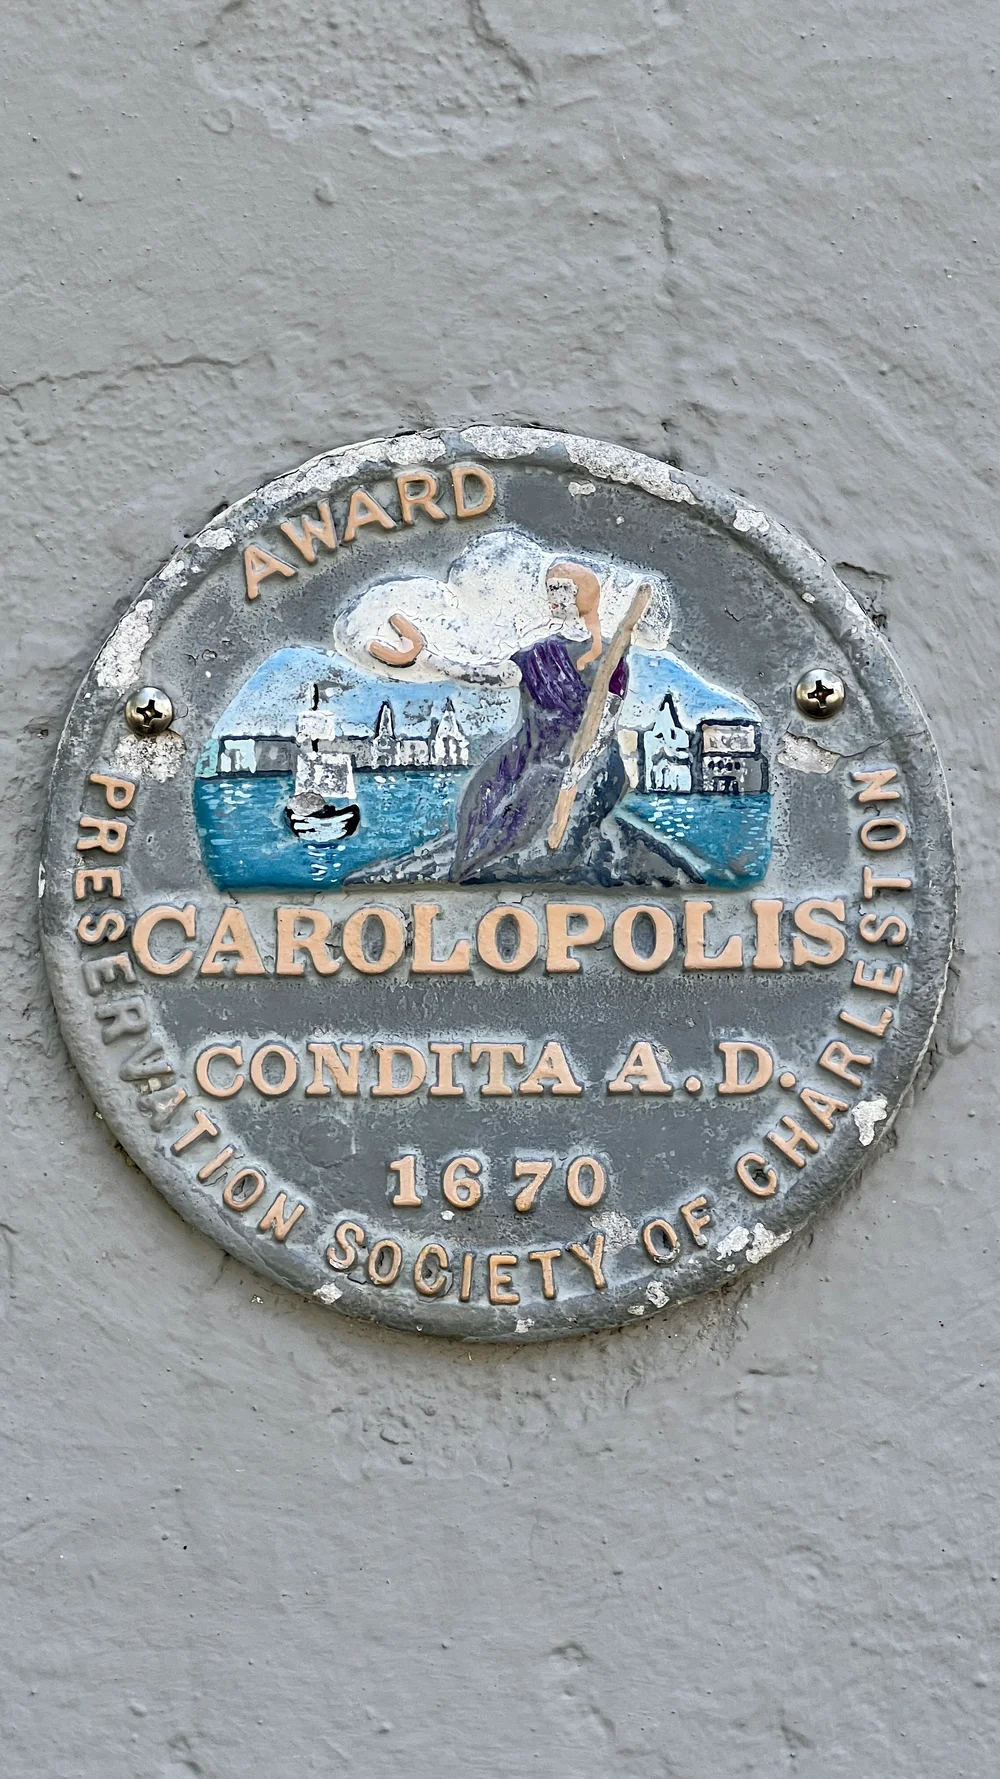 AWARD
CAROLOPOLIS
CONDITA A.D.
1670
PRESERVATION SOCIETY OF CHARLESTON